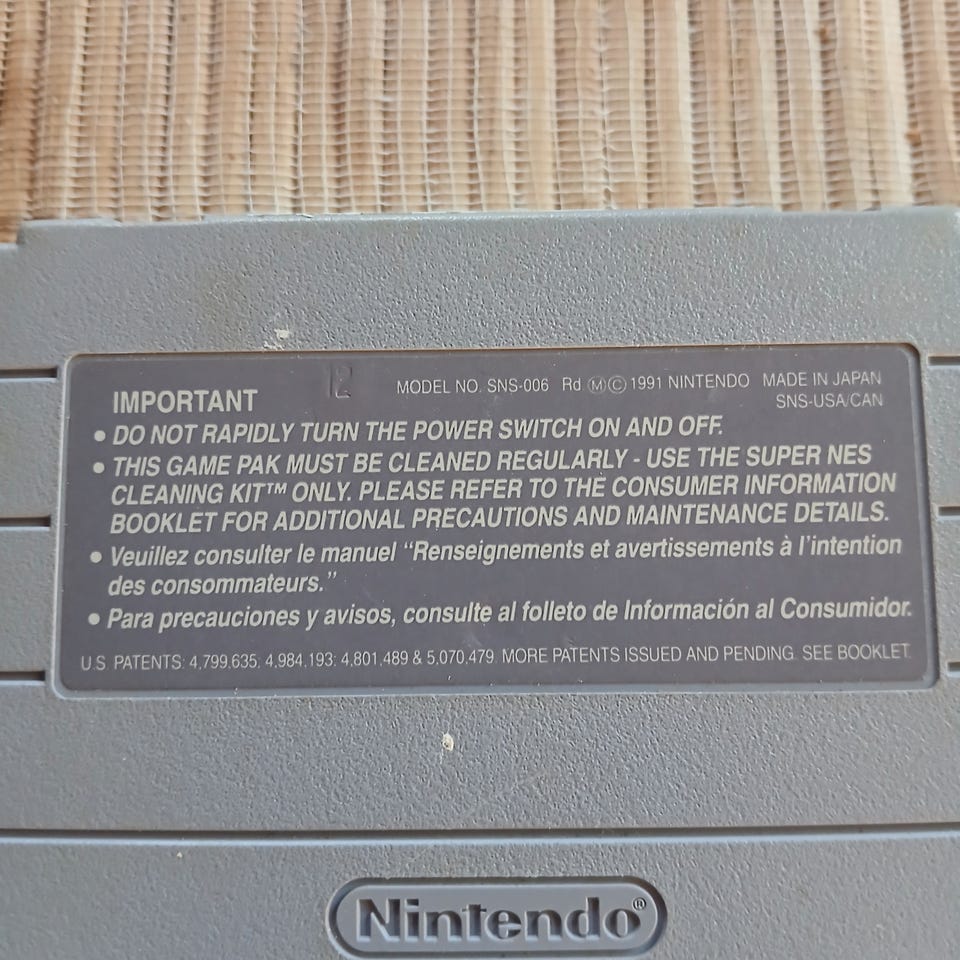 12
MODEL NO. SNS-006 Rd Ⓜ© 1991 NINTENDO MADE IN JAPAN
SNS-USA/CAN
IMPORTANT
• DO NOT RAPIDLY TURN THE POWER SWITCH ON AND OFF.
• THIS GAME PAK MUST BE CLEANED REGULARLY - USE THE SUPER NES
CLEANING KIT™ ONLY. PLEASE REFER TO THE CONSUMER INFORMATION
BOOKLET FOR ADDITIONAL PRECAUTIONS AND MAINTENANCE DETAILS.
• Veuillez consulter le manuel “Renseignements et avertissements à l’intention
des consommateurs.”
• Para precauciones y avisos, consulte al folleto de Información al Consumidor.
U.S. PATENTS: 4,799,635; 4,984,193; 4,801,489 & 5,070,479. MORE PATENTS ISSUED AND PENDING. SEE BOOKLET.
Nintendo®